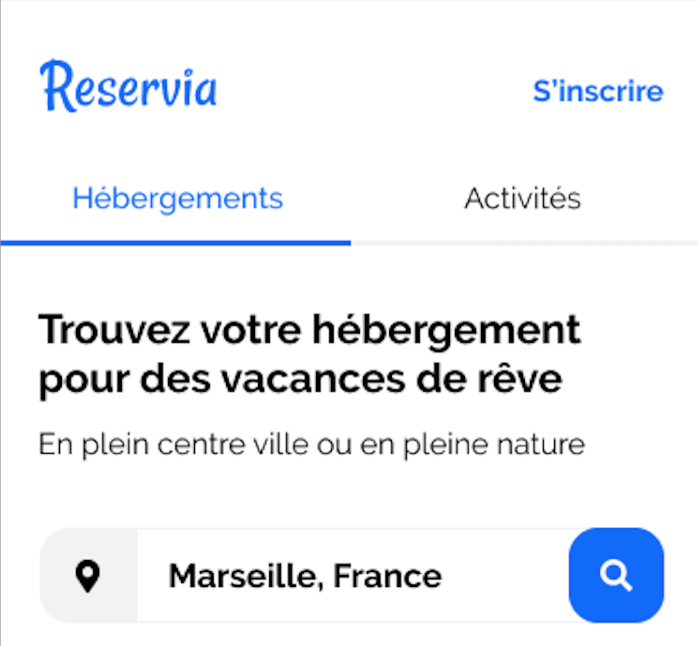 Reservia
S’inscrire
Hébergements
Activités
Trouvez votre hébergement
pour des vacances de rêve
En plein centre ville ou en pleine nature
Marseille, France